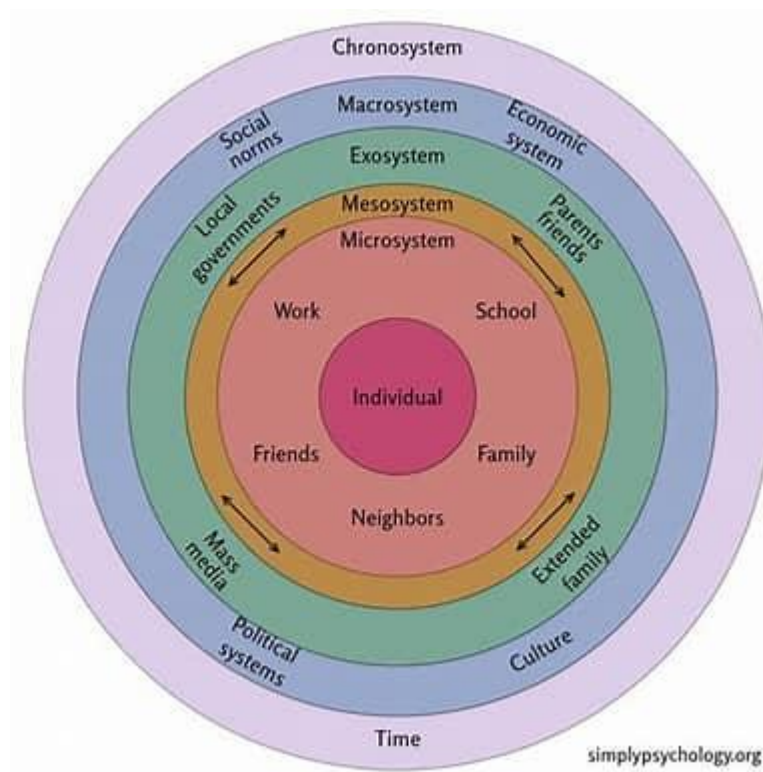 Chronosystem
Macrosystem
Social
norms
Economic
system
Exosystem
Local
governments
Parents
friends
Mesosystem
Microsystem
Work
School
Individual
Friends
Family
Neighbors
Mass
media
Extended
family
Political
systems
Culture
Time
simplypsychology.org